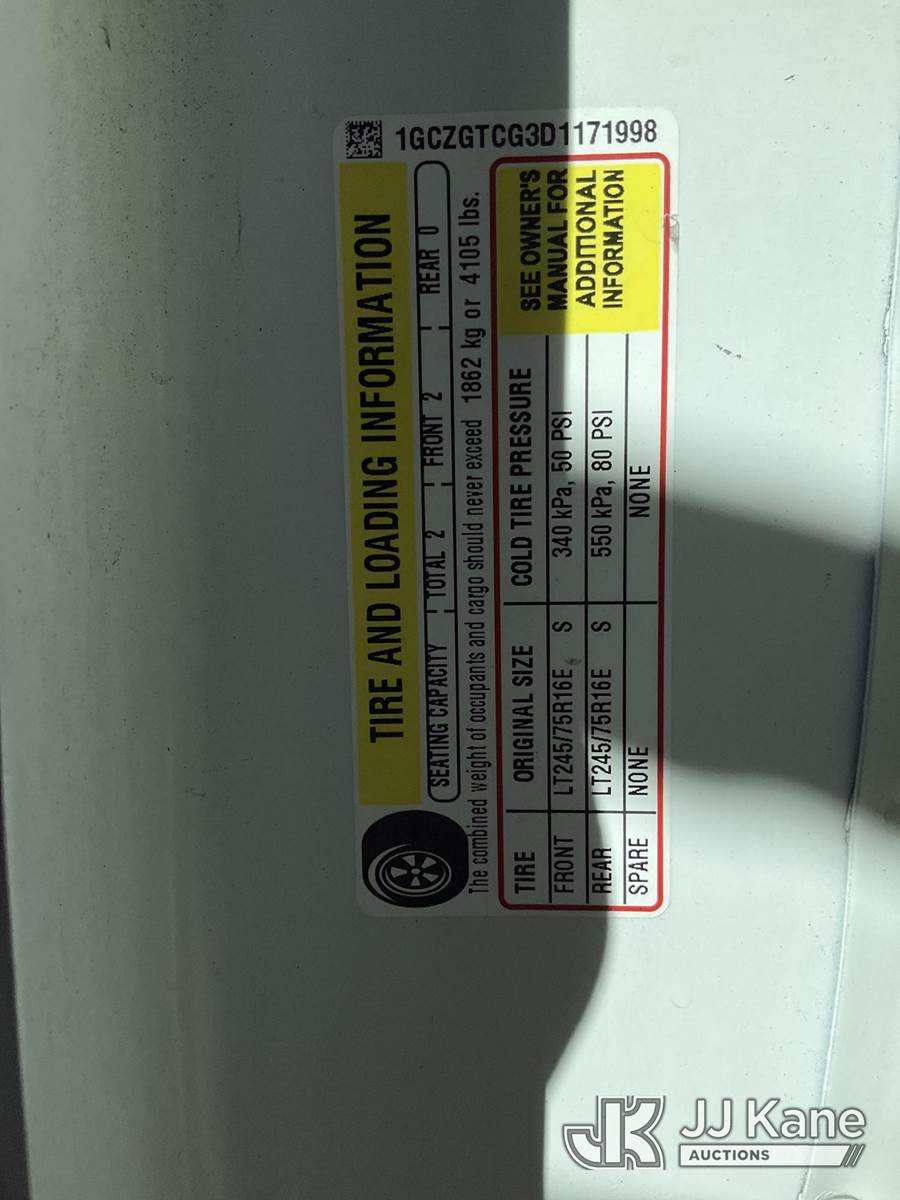 1GCZGTCG3D1171998
TIRE AND LOADING INFORMATION
SEATING CAPACITY TOTAL 2 FRONT 2 REAR 0
The combined weight of occupants and cargo should never exceed 1862 kg or 4105 lbs.
TIRE ORIGINAL SIZE COLD TIRE PRESSURE
FRONT LT245/75R16E S 340 kPa, 50 PSI
REAR LT245/75R16E S 550 kPa, 80 PSI
SPARE NONE NONE
SEE OWNER'S
MANUAL FOR
ADDITIONAL
INFORMATION
JK JJ Kane
AUCTIONS